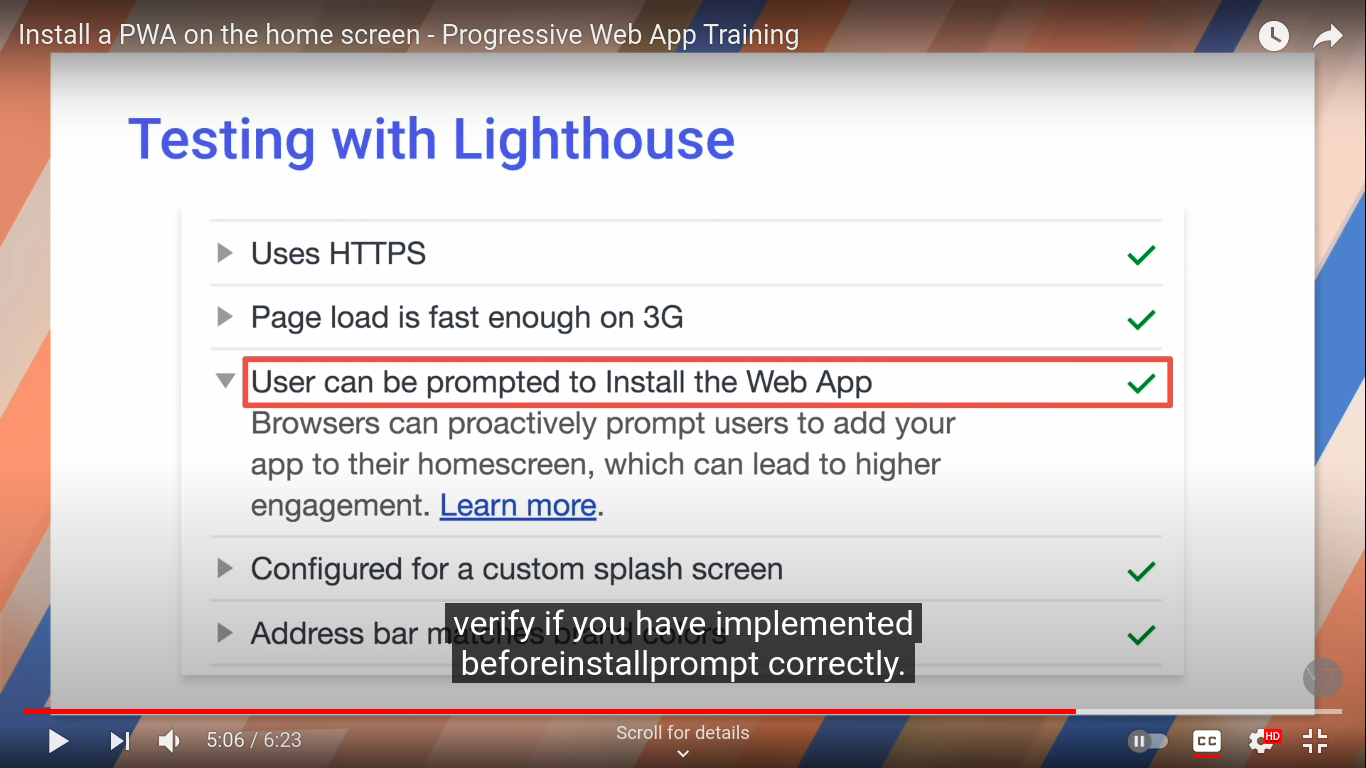 Install a PWA on the home screen - Progressive Web App Training
Testing with Lighthouse
Uses HTTPS
Page load is fast enough on 3G
User can be prompted to Install the Web App
Browsers can proactively prompt users to add your
app to their homescreen, which can lead to higher
engagement. Learn more.
Configured for a custom splash screen
Address bar matches brand colors
verify if you have implemented
beforeinstallprompt correctly.
5:06 / 6:23
Scroll for details
CC
HD